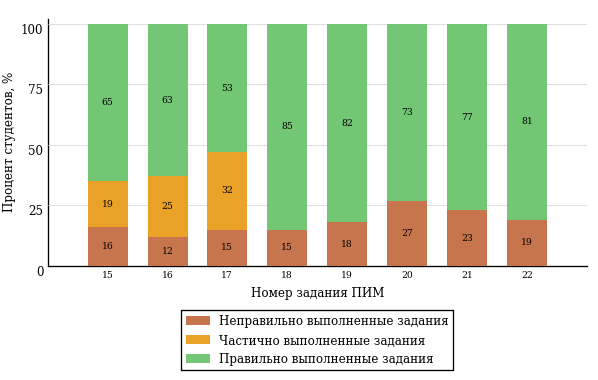 Процент студентов, %
100
75
50
25
0
65 63 53 85 82 73 77 81
19 25 32
16 12 15 15 18 27 23 19
15 16 17 18 19 20 21 22
Номер задания ПИМ
Неправильно выполненные задания
Частично выполненные задания
Правильно выполненные задания